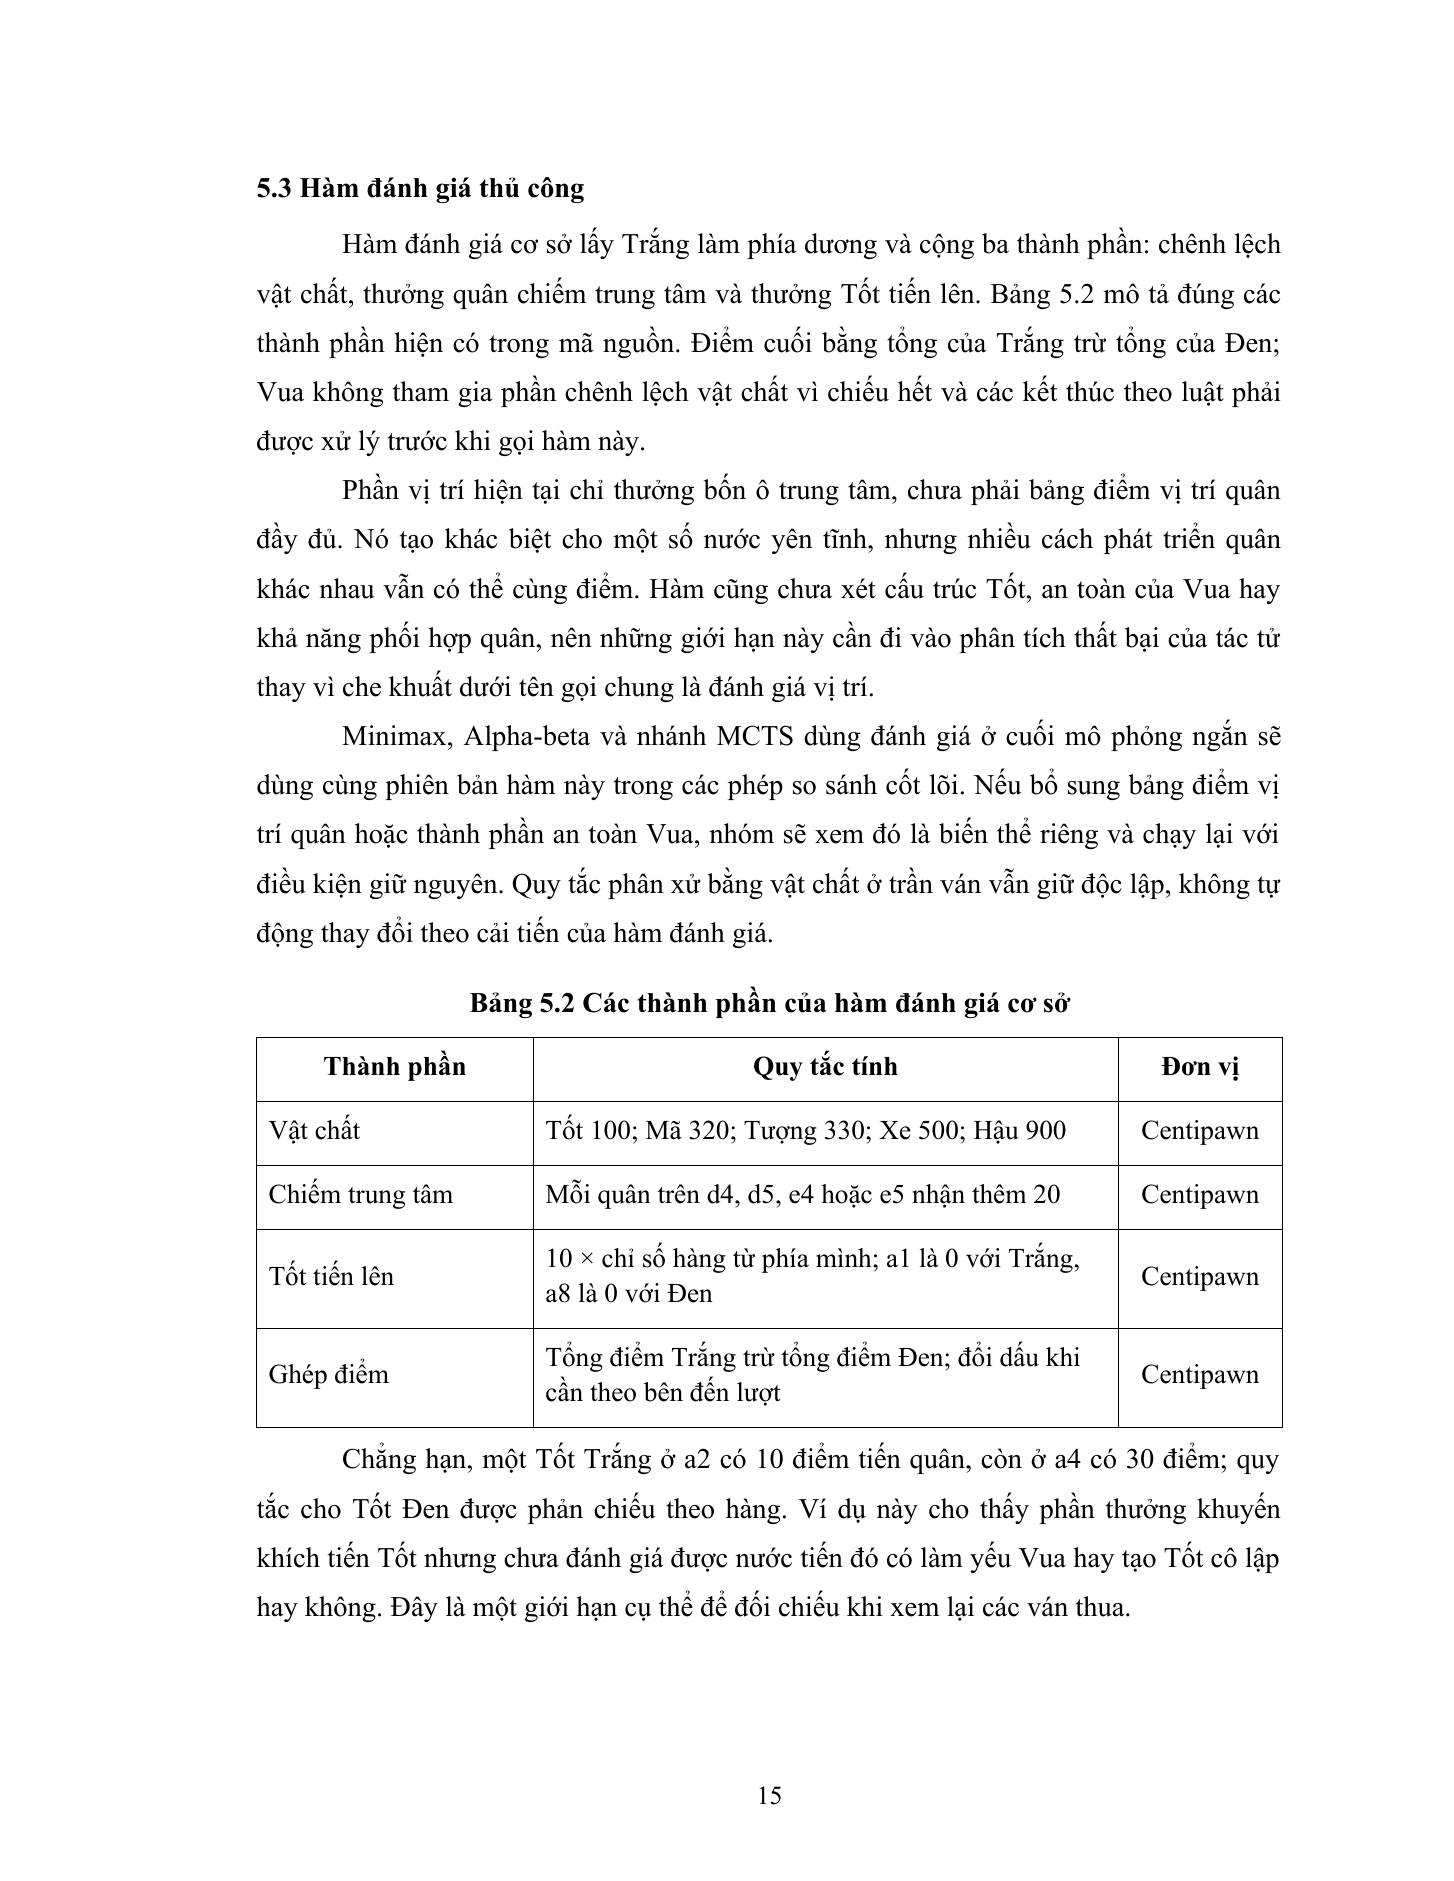 5.3 Hàm đánh giá thủ công
Hàm đánh giá cơ sở lấy Trắng làm phía dương và cộng ba thành phần: chênh lệch
vật chất, thưởng quân chiếm trung tâm và thưởng Tốt tiến lên. Bảng 5.2 mô tả đúng các
thành phần hiện có trong mã nguồn. Điểm cuối bằng tổng của Trắng trừ tổng của Đen;
Vua không tham gia phần chênh lệch vật chất vì chiếu hết và các kết thúc theo luật phải
được xử lý trước khi gọi hàm này.
Phần vị trí hiện tại chỉ thưởng bốn ô trung tâm, chưa phải bảng điểm vị trí quân
đầy đủ. Nó tạo khác biệt cho một số nước yên tĩnh, nhưng nhiều cách phát triển quân
khác nhau vẫn có thể cùng điểm. Hàm cũng chưa xét cấu trúc Tốt, an toàn của Vua hay
khả năng phối hợp quân, nên những giới hạn này cần đi vào phân tích thất bại của tác tử
thay vì che khuất dưới tên gọi chung là đánh giá vị trí.
Minimax, Alpha-beta và nhánh MCTS dùng đánh giá ở cuối mô phỏng ngắn sẽ
dùng cùng phiên bản hàm này trong các phép so sánh cốt lõi. Nếu bổ sung bảng điểm vị
trí quân hoặc thành phần an toàn Vua, nhóm sẽ xem đó là biến thể riêng và chạy lại với
điều kiện giữ nguyên. Quy tắc phân xử bằng vật chất ở trần ván vẫn giữ độc lập, không tự
động thay đổi theo cải tiến của hàm đánh giá.
Bảng 5.2 Các thành phần của hàm đánh giá cơ sở
Thành phần Quy tắc tính Đơn vị
Vật chất Tốt 100; Mã 320; Tượng 330; Xe 500; Hậu 900 Centipawn
Chiếm trung tâm Mỗi quân trên d4, d5, e4 hoặc e5 nhận thêm 20 Centipawn
Tốt tiến lên 10 × chỉ số hàng từ phía mình; a1 là 0 với Trắng,
a8 là 0 với Đen Centipawn
Ghép điểm Tổng điểm Trắng trừ tổng điểm Đen; đổi dấu khi
cần theo bên đến lượt Centipawn
Chẳng hạn, một Tốt Trắng ở a2 có 10 điểm tiến quân, còn ở a4 có 30 điểm; quy
tắc cho Tốt Đen được phản chiếu theo hàng. Ví dụ này cho thấy phần thưởng khuyến
khích tiến Tốt nhưng chưa đánh giá được nước tiến đó có làm yếu Vua hay tạo Tốt cô lập
hay không. Đây là một giới hạn cụ thể để đối chiếu khi xem lại các ván thua.
15